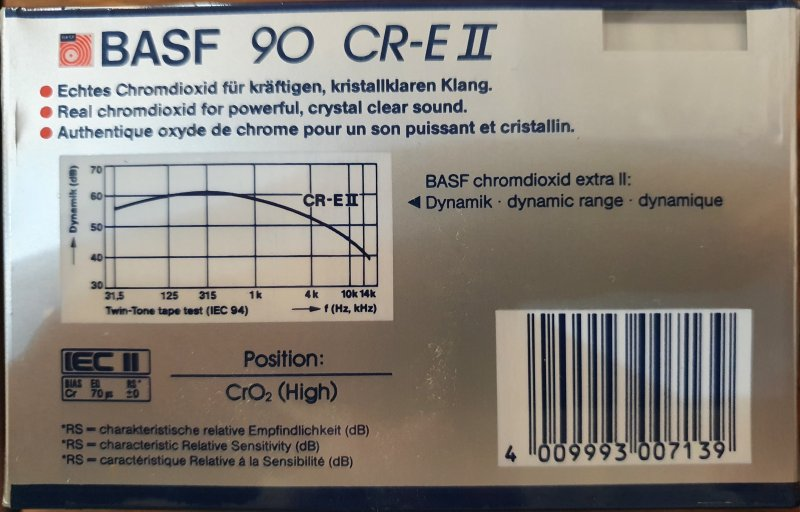 BASF 90 CR-E II
Echtes Chromdioxid für kräftigen, kristallklaren Klang.
Real chromdioxid for powerful, crystal clear sound.
Authentique oxyde de chrome pour un son puissant et cristallin.
Dynamik (dB)
70
60
50
40
30
CR-E II
31,5 125 315 1k 4k 10k 14k
Twin-Tone tape test (IEC 94) f (Hz, kHz)
BASF chromdioxid extra II:
Dynamik · dynamic range · dynamique
IEC II
BIAS EQ RS*
Cr 70 µs ±0
Position:
CrO₂ (High)
*RS = charakteristische relative Empfindlichkeit (dB)
*RS = characteristic Relative Sensitivity (dB)
*RS = caractéristique Relative à la Sensibilité (dB)
4 009993 007139